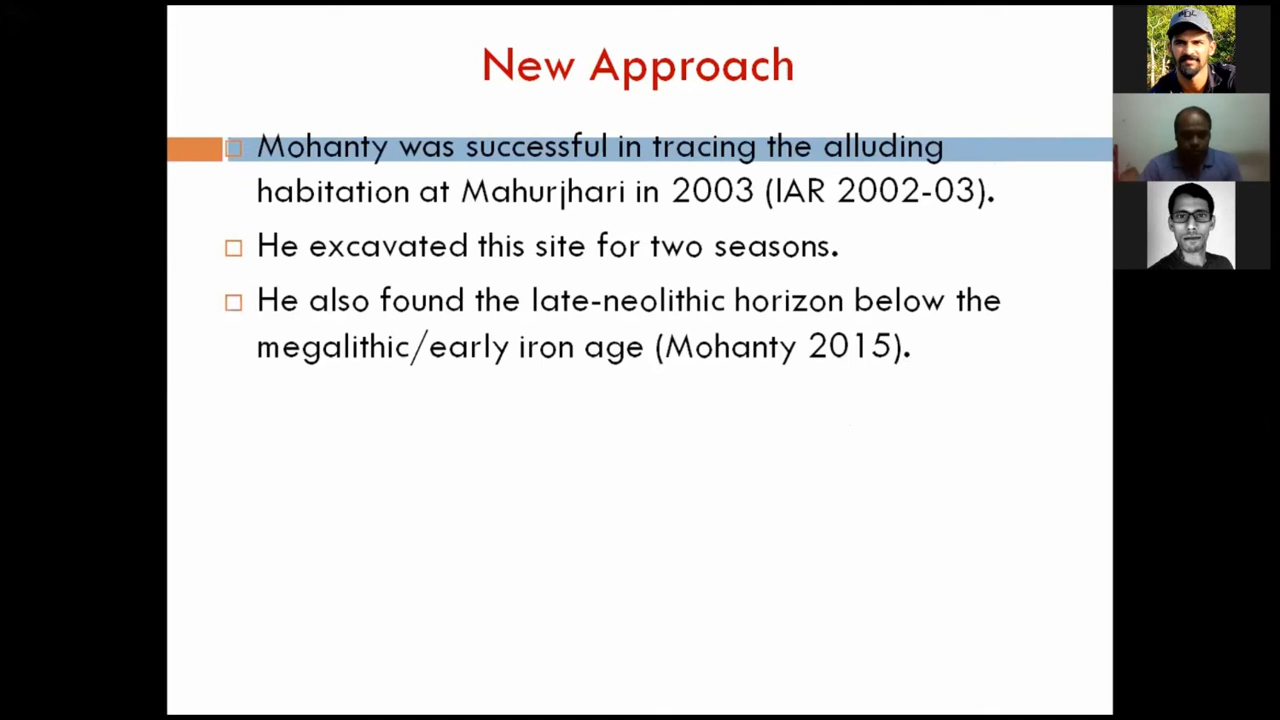 New Approach
Mohanty was successful in tracing the alluding
habitation at Mahurjhari in 2003 (IAR 2002-03).
He excavated this site for two seasons.
He also found the late-neolithic horizon below the
megalithic/early iron age (Mohanty 2015).